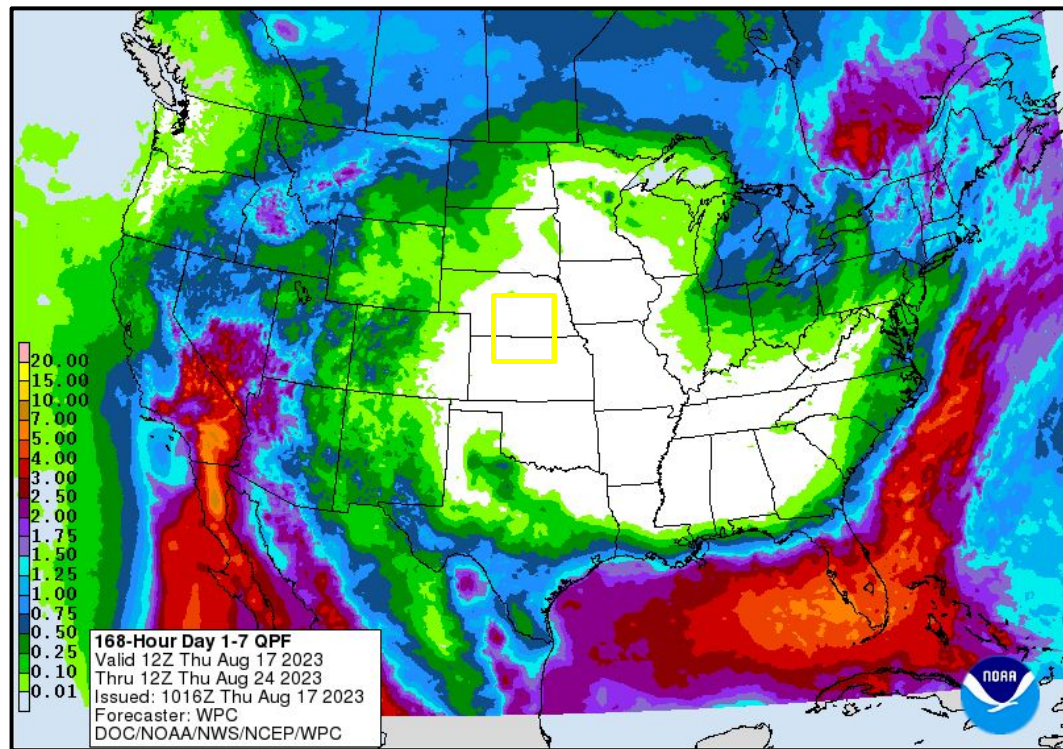 20.00
15.00
10.00
7.00
5.00
4.00
3.00
2.50
2.00
1.75
1.50
1.25
1.00
0.75
0.50
0.25
0.10
0.01
168-Hour Day 1-7 QPF
Valid 12Z Thu Aug 17 2023
Thru 12Z Thu Aug 24 2023
Issued: 1016Z Thu Aug 17 2023
Forecaster: WPC
DOC/NOAA/NWS/NCEP/WPC
NOAA